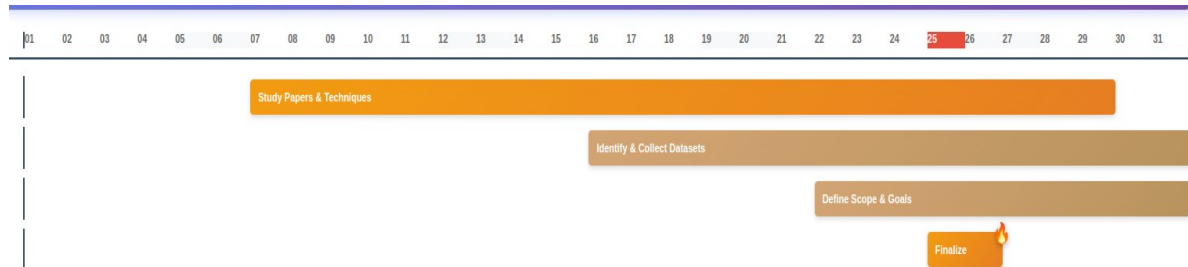 01 02 03 04 05 06 07 08 09 10 11 12 13 14 15 16 17 18 19 20 21 22 23 24 25 26 27 28 29 30 31
Study Papers & Techniques
Identify & Collect Datasets
Define Scope & Goals
Finalize